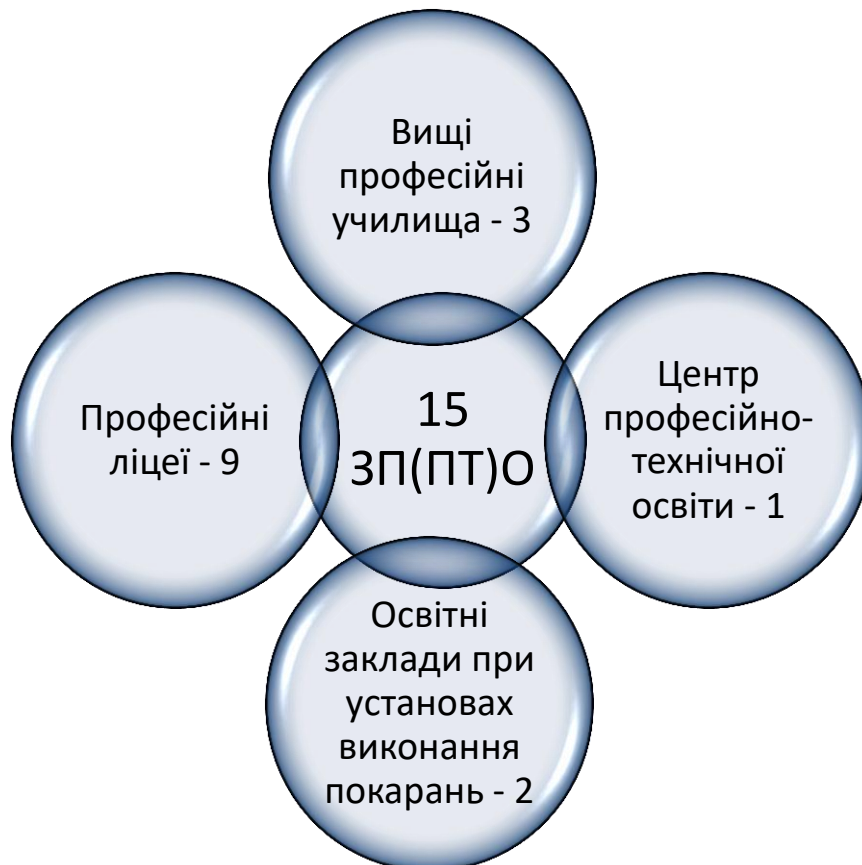 Вищі
професійні
училища - 3
Професійні
ліцеї - 9
15
ЗП(ПТ)О
Центр
професійно-
технічної
освіти - 1
Освітні
заклади при
установах
виконання
покарань - 2